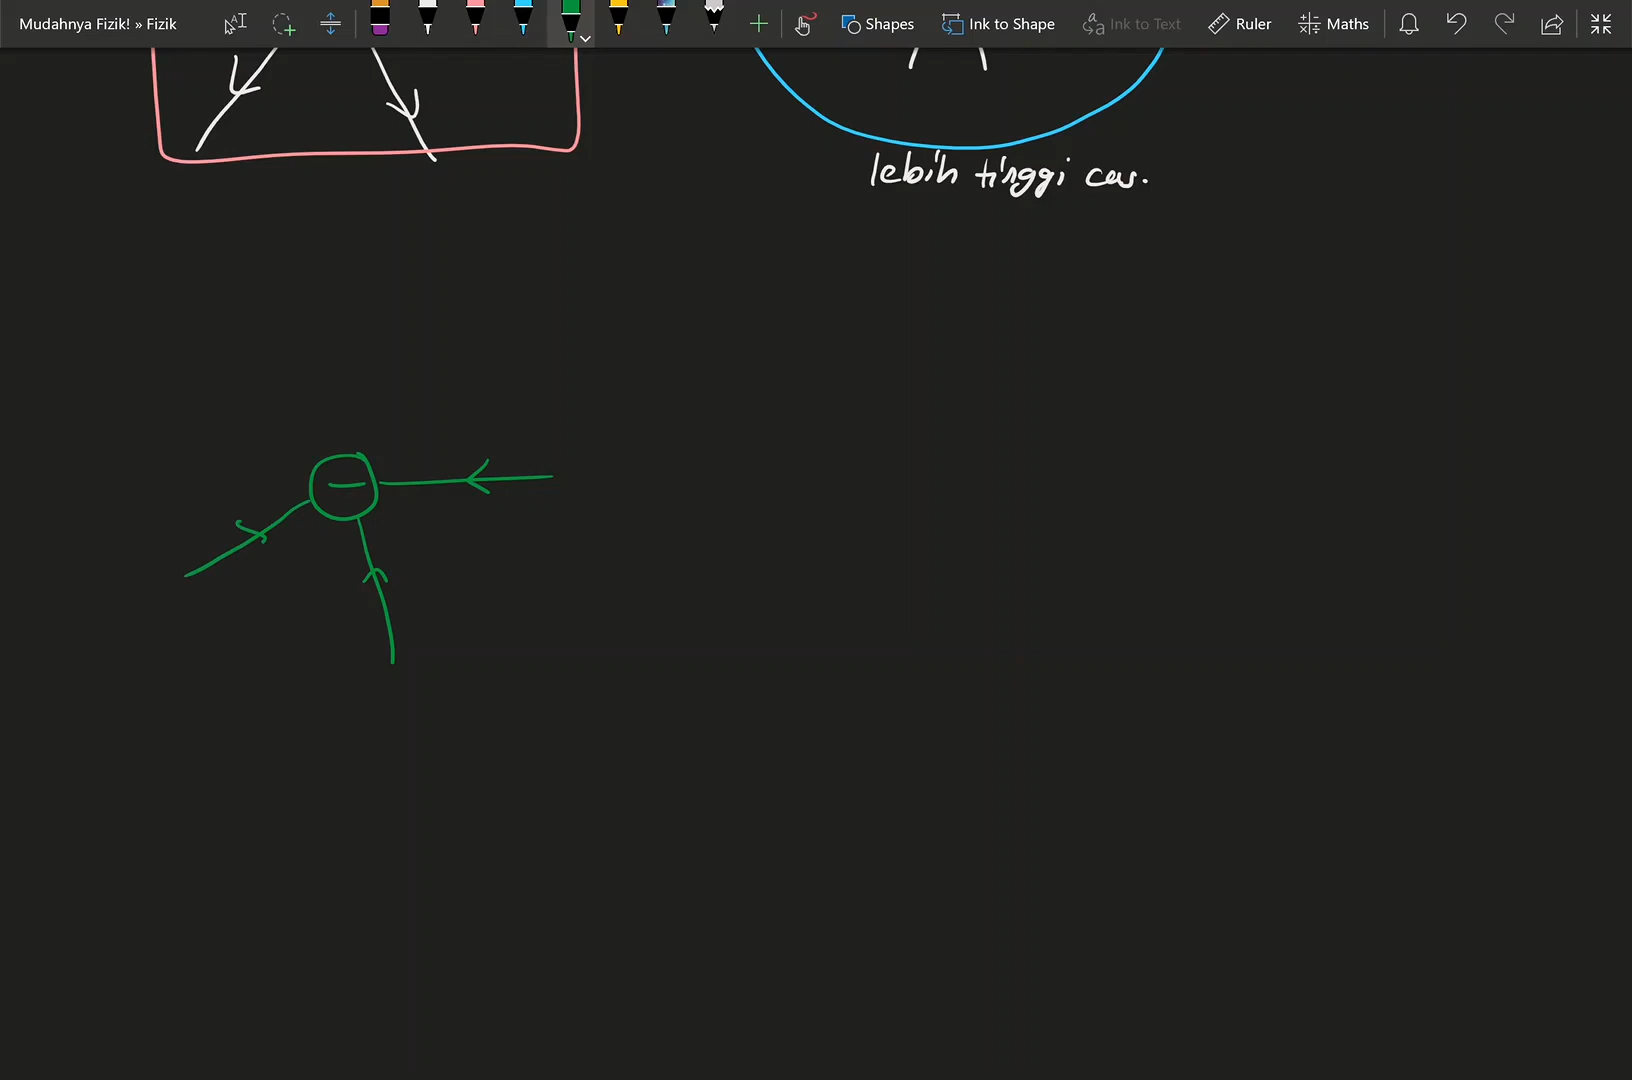 Mudahnya Fizik! » Fizik Shapes Ink to Shape Ink to Text Ruler Maths
lebih tinggi cas.